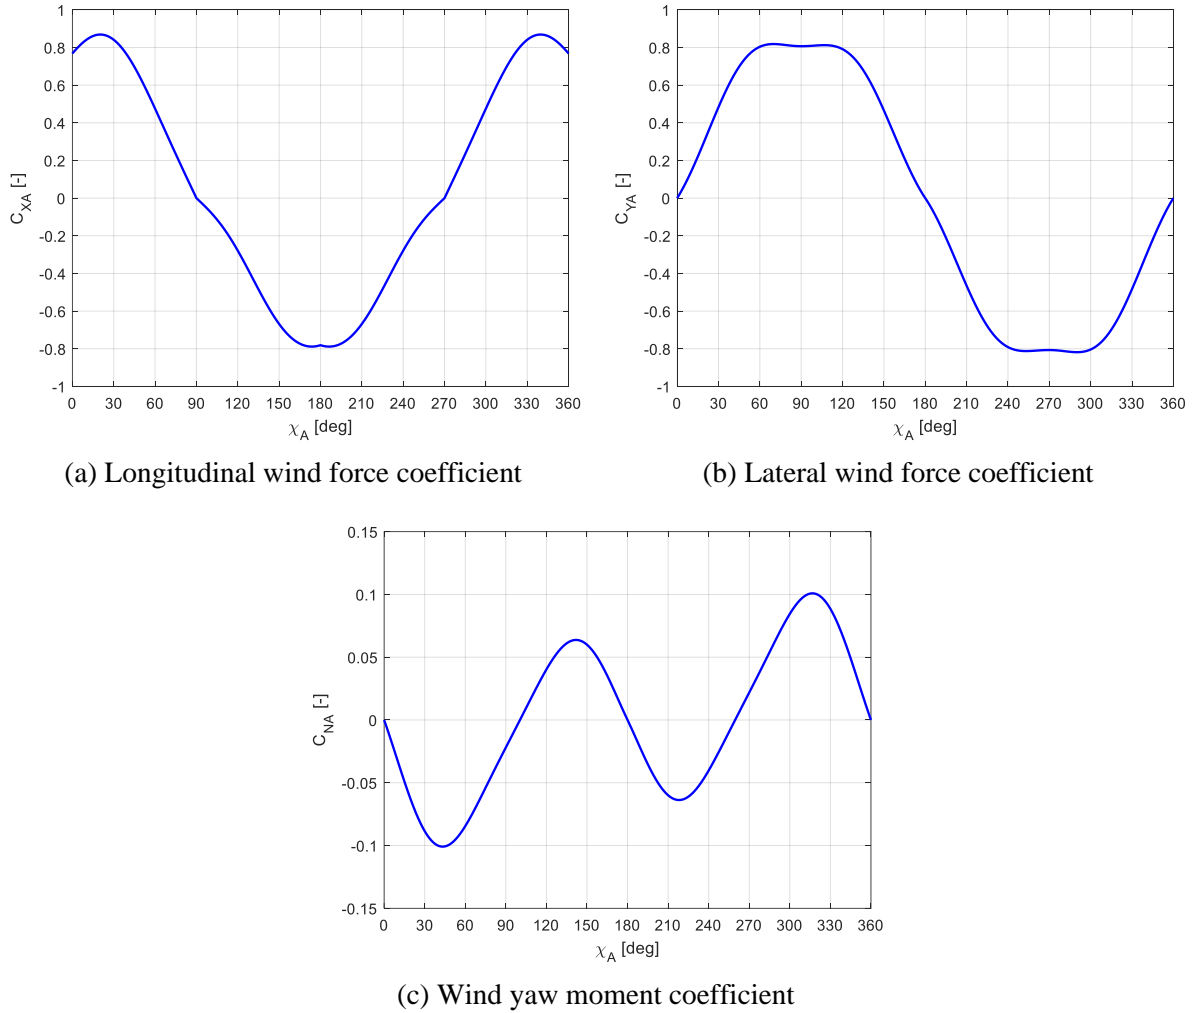 1
0.8
0.6
0.4
0.2
0
-0.2
-0.4
-0.6
-0.8
-1
C_XA [-]
0 30 60 90 120 150 180 210 240 270 300 330 360
χ_A [deg]
(a) Longitudinal wind force coefficient
1
0.8
0.6
0.4
0.2
0
-0.2
-0.4
-0.6
-0.8
-1
C_YA [-]
0 30 60 90 120 150 180 210 240 270 300 330 360
χ_A [deg]
(b) Lateral wind force coefficient
0.15
0.1
0.05
0
-0.05
-0.1
-0.15
C_NA [-]
0 30 60 90 120 150 180 210 240 270 300 330 360
χ_A [deg]
(c) Wind yaw moment coefficient